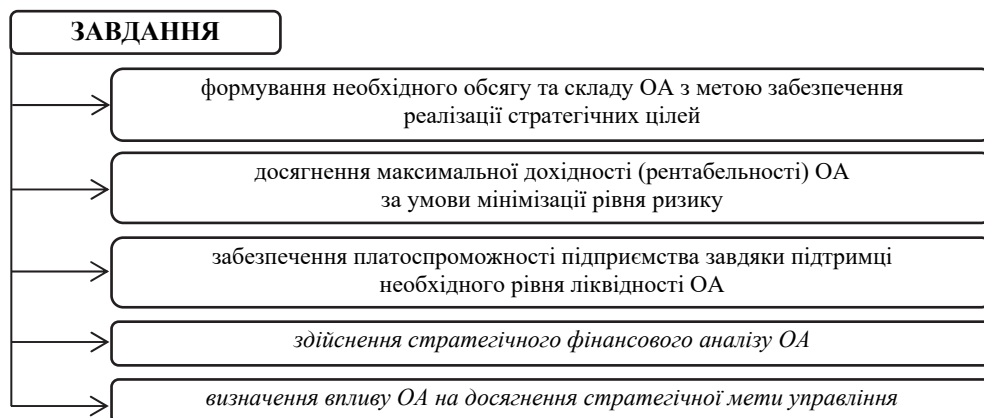 ЗАВДАННЯ
формування необхідного обсягу та складу ОА з метою забезпечення
реалізації стратегічних цілей
досягнення максимальної дохідності (рентабельності) ОА
за умови мінімізації рівня ризику
забезпечення платоспроможності підприємства завдяки підтримці
необхідного рівня ліквідності ОА
здійснення стратегічного фінансового аналізу ОА
визначення впливу ОА на досягнення стратегічної мети управління